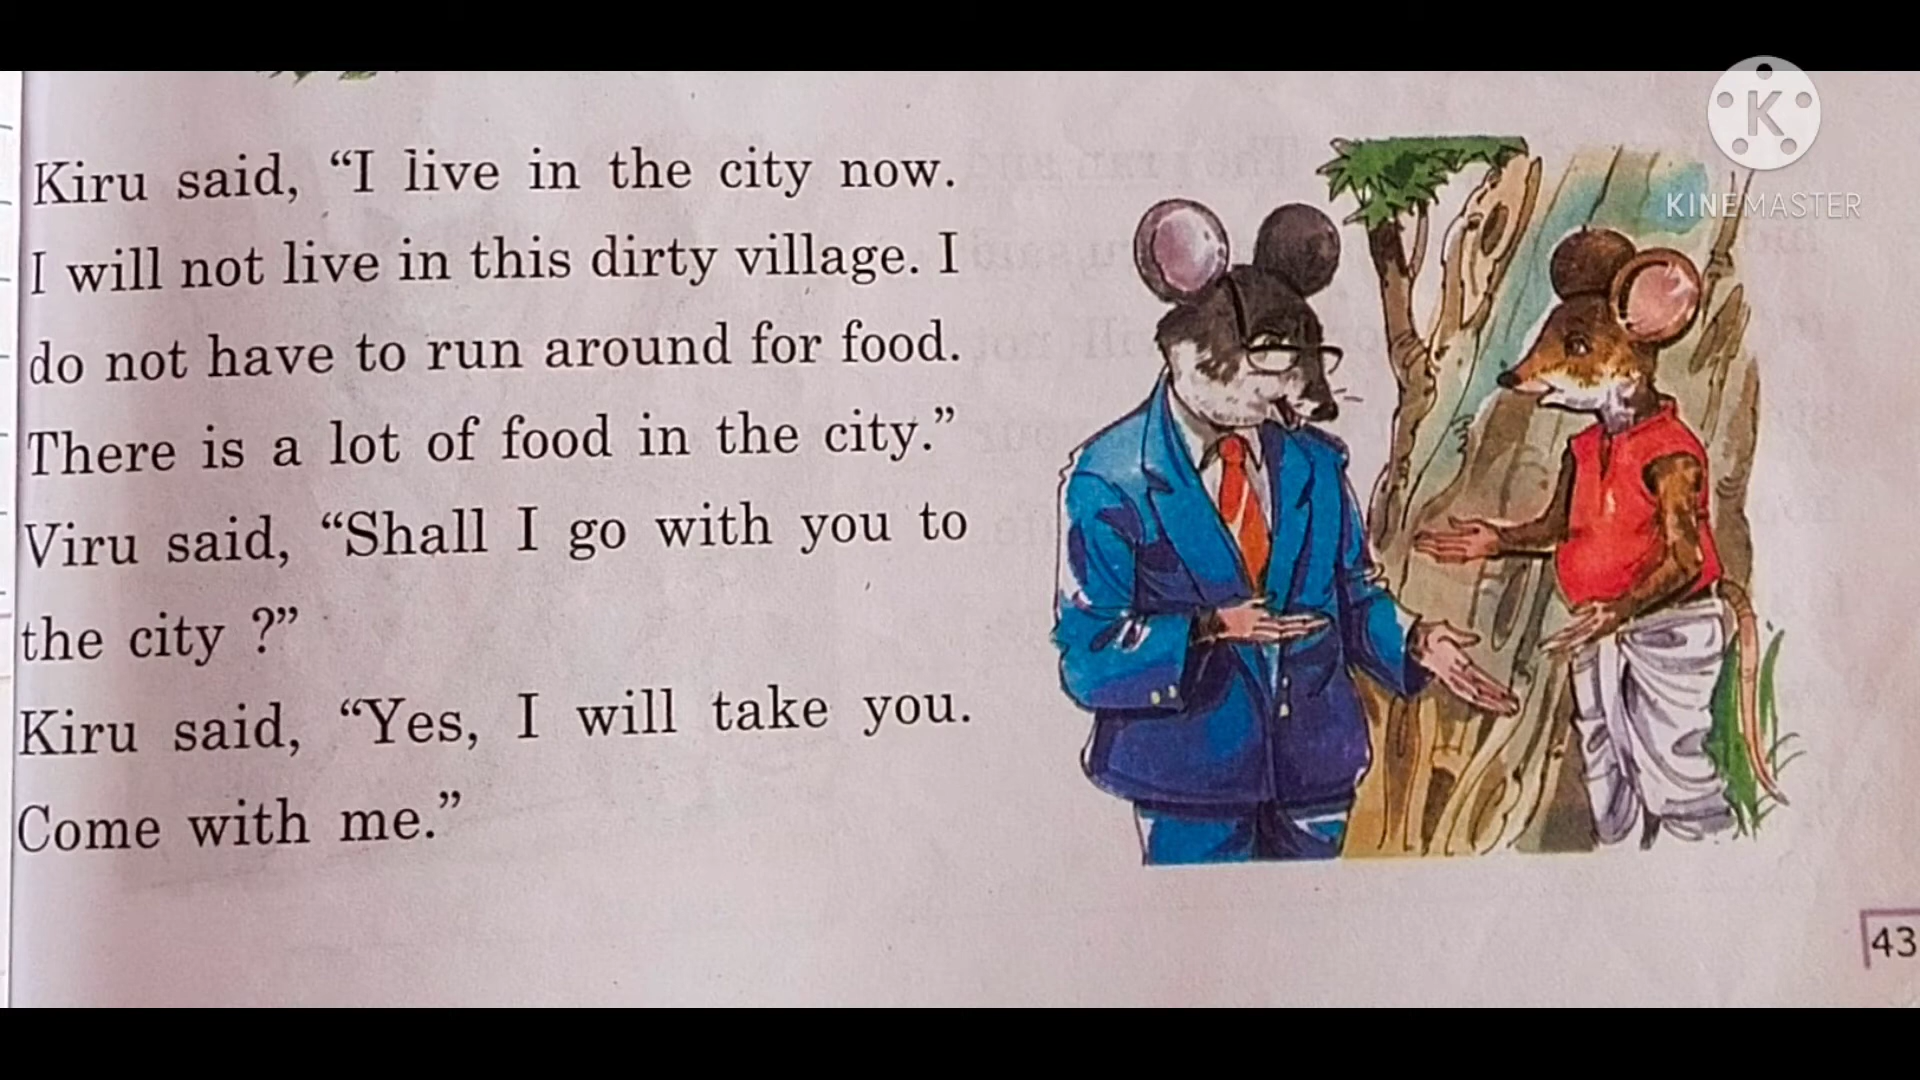 Kiru said, “I live in the city now.
I will not live in this dirty village. I
do not have to run around for food.
There is a lot of food in the city.”
Viru said, “Shall I go with you to
the city ?”
Kiru said, “Yes, I will take you.
Come with me.”
K
KINEMASTER
43